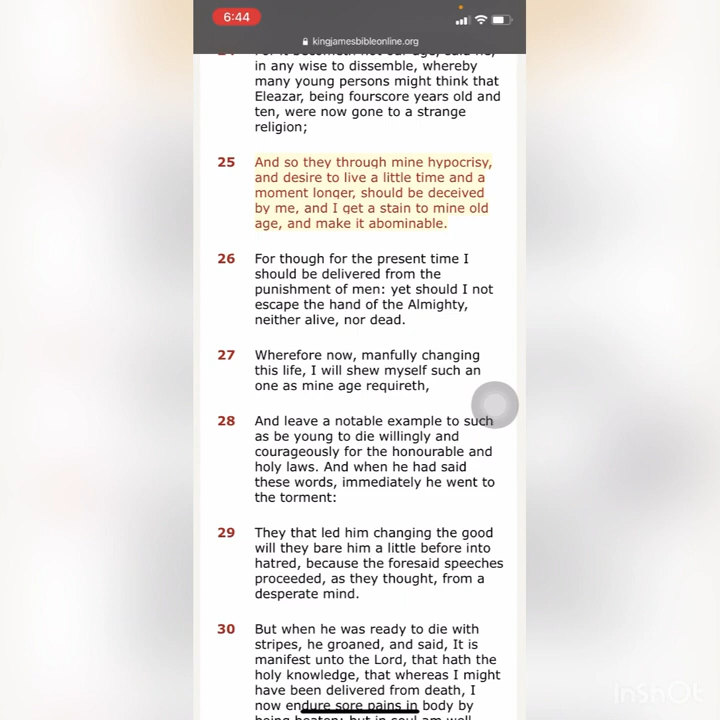 6:44
kingjamesbibleonline.org
in any wise to dissemble, whereby
many young persons might think that
Eleazar, being fourscore years old and
ten, were now gone to a strange
religion;
25 And so they through mine hypocrisy,
and desire to live a little time and a
moment longer, should be deceived
by me, and I get a stain to mine old
age, and make it abominable.
26 For though for the present time I
should be delivered from the
punishment of men: yet should I not
escape the hand of the Almighty,
neither alive, nor dead.
27 Wherefore now, manfully changing
this life, I will shew myself such an
one as mine age requireth,
28 And leave a notable example to such
as be young to die willingly and
courageously for the honourable and
holy laws. And when he had said
these words, immediately he went to
the torment:
29 They that led him changing the good
will they bare him a little before into
hatred, because the foresaid speeches
proceeded, as they thought, from a
desperate mind.
30 But when he was ready to die with
stripes, he groaned, and said, It is
manifest unto the Lord, that hath the
holy knowledge, that whereas I might
have been delivered from death, I
now endure sore pains in body by
being beaten: but in soul am well
InShOt